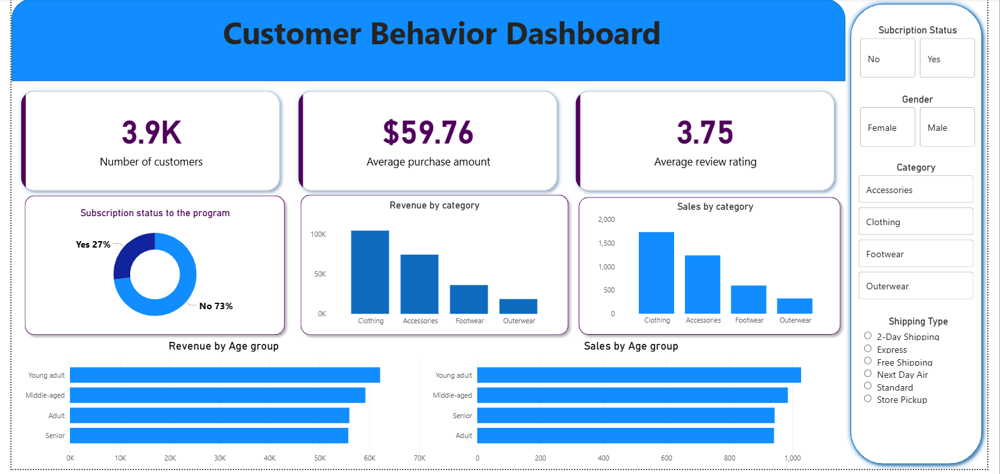 Customer Behavior Dashboard
3.9K
Number of customers
$59.76
Average purchase amount
3.75
Average review rating
Subscription status to the program
Yes 27%
No 73%
Revenue by category
100K
50K
0K
Clothing Accessories Footwear Outerwear
Sales by category
2,000
1,500
1,000
500
0
Clothing Accessories Footwear Outerwear
Revenue by Age group
Young adult
Middle-aged
Adult
Senior
0K 10K 20K 30K 40K 50K 60K 70K
Sales by Age group
Young adult
Middle-aged
Senior
Adult
0 200 400 600 800 1,000
Subcription Status
No Yes
Gender
Female Male
Category
Accessories
Clothing
Footwear
Outerwear
Shipping Type
2-Day Shipping
Express
Free Shipping
Next Day Air
Standard
Store Pickup